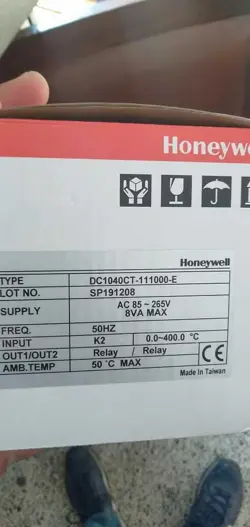 Honeywell
Honeywell
TYPE DC1040CT-111000-E
LOT NO. SP191208
SUPPLY AC 85 ~ 265V
8VA MAX
FREQ. 50HZ
INPUT K2 0.0~400.0 °C
OUT1/OUT2 Relay / Relay
AMB.TEMP 50 °C MAX
CE
Made In Taiwan